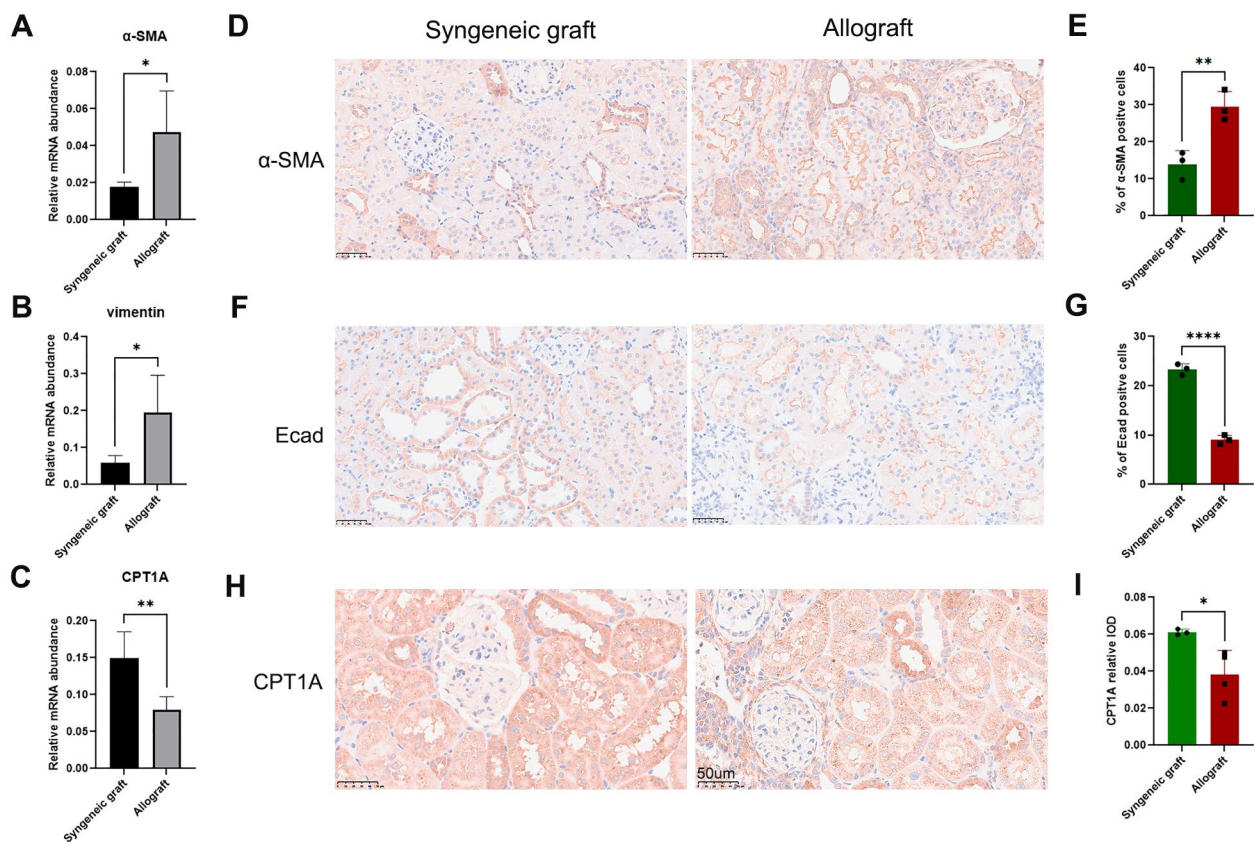 A
α-SMA
Relative mRNA abundance
0.08
0.06
0.04
0.02
0.00
*
Syngeneic graft
Allograft
B
vimentin
Relative mRNA abundance
0.4
0.3
0.2
0.1
0.0
*
Syngeneic graft
Allograft
C
CPT1A
Relative mRNA abundance
0.20
0.15
0.10
0.05
0.00
**
Syngeneic graft
Allograft
D
Syngeneic graft
Allograft
α-SMA
F
Ecad
H
CPT1A
50um
E
% of α-SMA positve cells
40
30
20
10
0
**
Syngeneic graft
Allograft
G
% of Ecad positve cells
30
20
10
0
****
Syngeneic graft
Allograft
I
CPT1A relative IOD
0.08
0.06
0.04
0.02
0.00
*
Syngeneic graft
Allograft